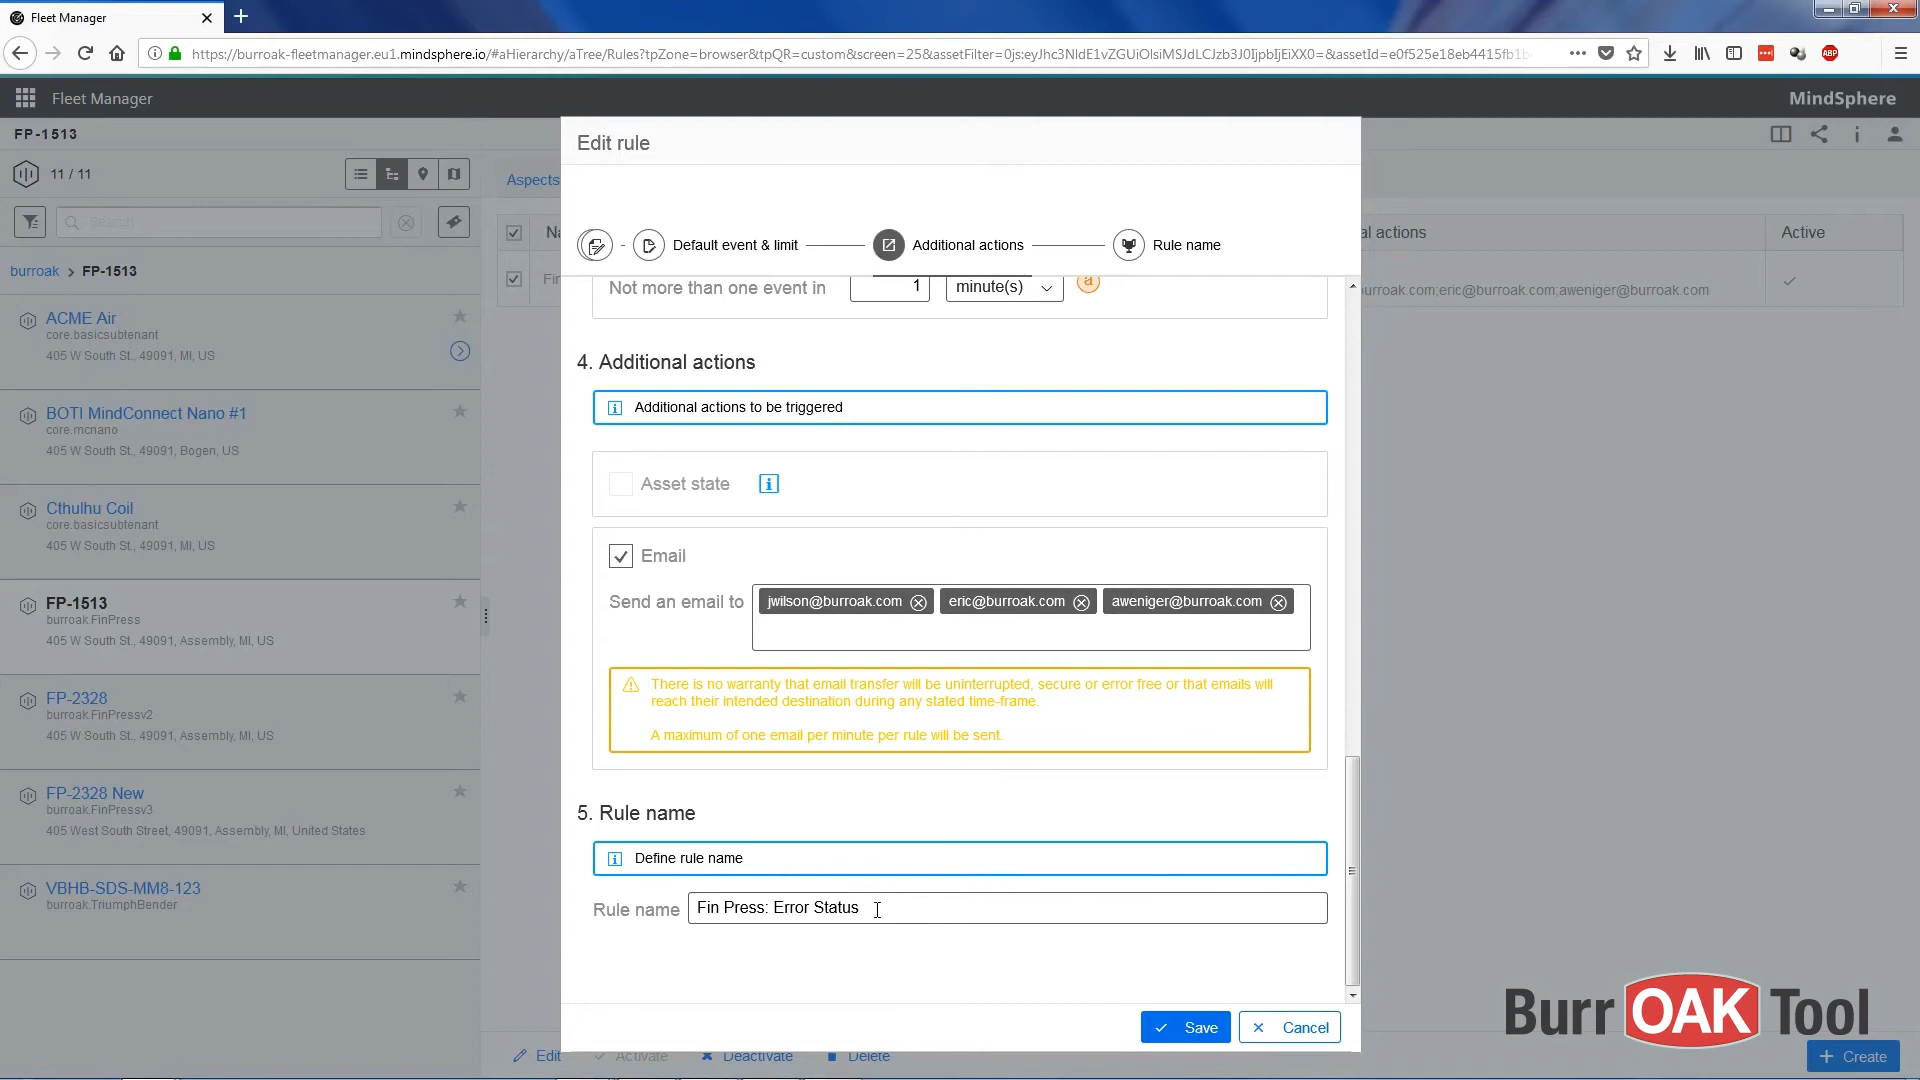 Fleet Manager
https://burroak-fleetmanager.eu1.mindsphere.io/#aHierarchy/aTree/Rules?tpZone=browser&tpQR=custom&screen=25&assetFilter=0js:eyJhc3NldE1vZGUiOlsiMSJdLCJzb3J0IjpbIjEiXX0=&assetId=e0f525e18eb4415fb1b
ABP
Fleet Manager
MindSphere
FP-1513
11 / 11
Search
burroak > FP-1513
ACME Air
core.basicsubtenant
405 W South St., 49091, MI, US
BOTI MindConnect Nano #1
core.mcnano
405 W South St., 49091, Bogen, US
Cthulhu Coil
core.basicsubtenant
405 W South St., 49091, MI, US
FP-1513
burroak.FinPress
405 W South St., 49091, Assembly, MI, US
FP-2328
burroak.FinPressv2
405 W South St., 49091, Assembly, MI, US
FP-2328 New
burroak.FinPressv3
405 West South Street, 49091, Assembly, MI, United States
VBHB-SDS-MM8-123
burroak.TriumphBender
Aspects
Na
al actions
Active
Fin
burroak.com;eric@burroak.com;aweniger@burroak.com
Edit rule
Default event & limit
Additional actions
Rule name
Not more than one event in 1 minute(s) a
4. Additional actions
Additional actions to be triggered
Asset state
Email
Send an email to jwilson@burroak.com eric@burroak.com aweniger@burroak.com
There is no warranty that email transfer will be uninterrupted, secure or error free or that emails will
reach their intended destination during any stated time-frame.
A maximum of one email per minute per rule will be sent.
5. Rule name
Define rule name
Rule name Fin Press: Error Status
Save Cancel
Edit Activate Deactivate Delete
+ Create
Burr OAK Tool